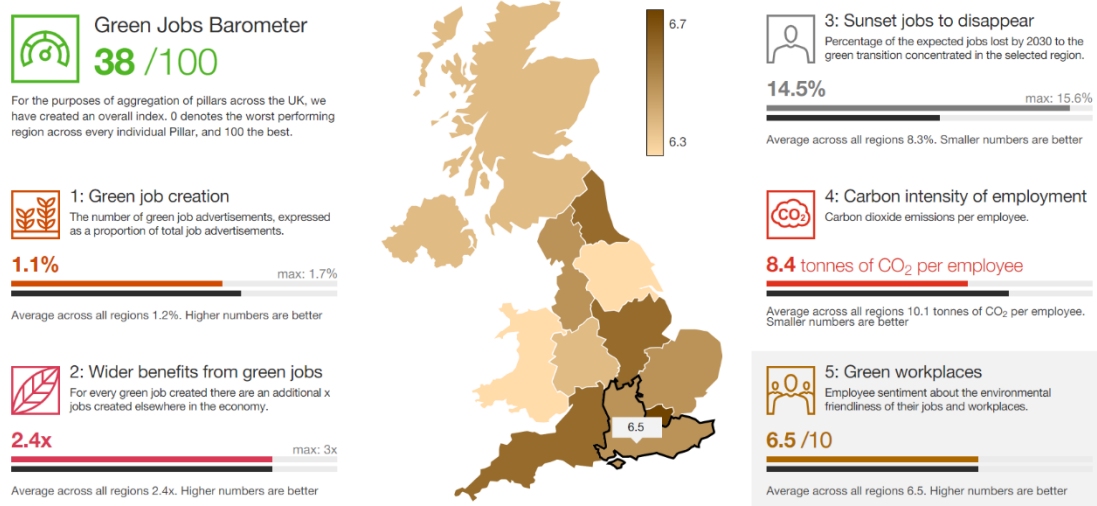 Green Jobs Barometer
38 /100
For the purposes of aggregation of pillars across the UK, we
have created an overall index. 0 denotes the worst performing
region across every individual Pillar, and 100 the best.
1: Green job creation
The number of green job advertisements, expressed
as a proportion of total job advertisements.
1.1%
max: 1.7%
Average across all regions 1.2%. Higher numbers are better
2: Wider benefits from green jobs
For every green job created there are an additional x
jobs created elsewhere in the economy.
2.4x
max: 3x
Average across all regions 2.4x. Higher numbers are better
6.7
6.3
6.5
3: Sunset jobs to disappear
Percentage of the expected jobs lost by 2030 to the
green transition concentrated in the selected region.
14.5%
max: 15.6%
Average across all regions 8.3%. Smaller numbers are better
CO2
4: Carbon intensity of employment
Carbon dioxide emissions per employee.
8.4 tonnes of CO2 per employee
Average across all regions 10.1 tonnes of CO2 per employee.
Smaller numbers are better
5: Green workplaces
Employee sentiment about the environmental
friendliness of their jobs and workplaces.
6.5 /10
Average across all regions 6.5. Higher numbers are better